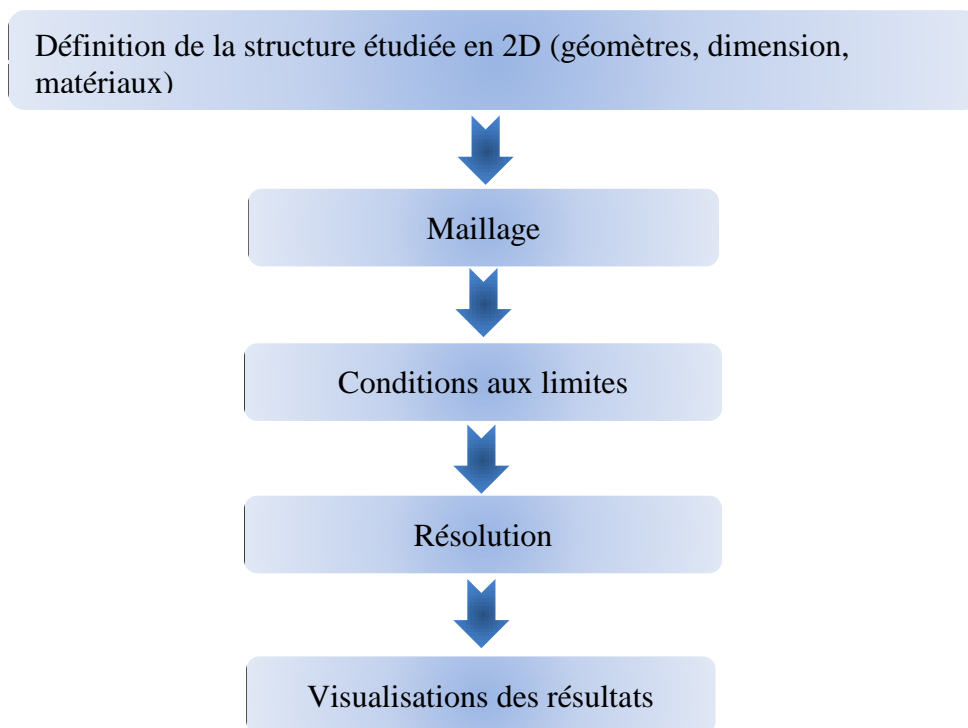 Définition de la structure étudiée en 2D (géomètres, dimension,
matériaux)
Maillage
Conditions aux limites
Résolution
Visualisations des résultats